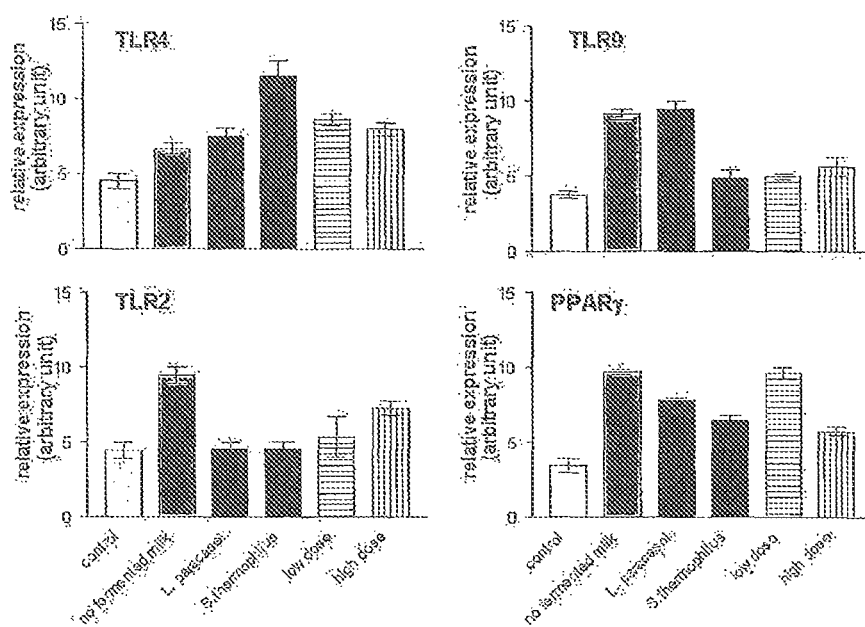 TLR4
relative expression
(arbitrary unit)
15
10
5
0
TLR9
relative expression
(arbitrary unit)
15
10
5
0
TLR2
relative expression
(arbitrary unit)
15
10
5
0
control
no fermented milk
L. paracasei
S.thermophilus
low dose
high dose
PPARγ
relative expression
(arbitrary unit)
15
10
5
0
control
no fermented milk
L. paracasei
S.thermophilus
low dose
high dose